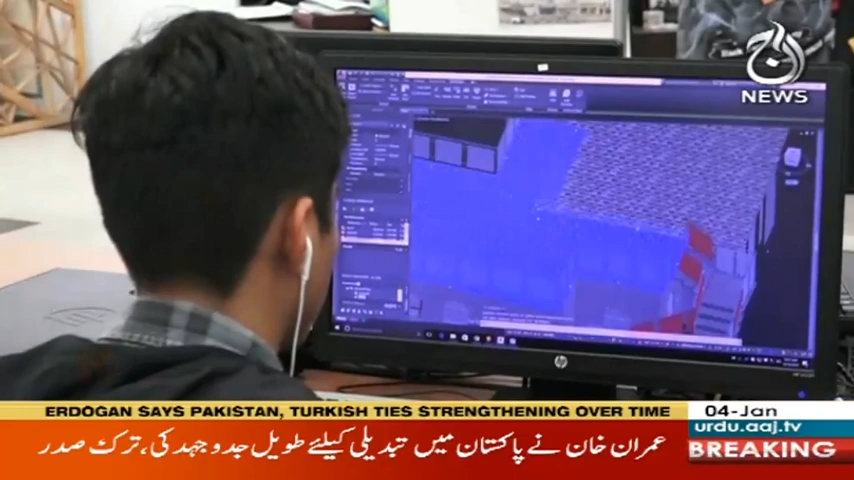 آج
NEWS
hp
ERDOGAN SAYS PAKISTAN, TURKISH TIES STRENGTHENING OVER TIME
04-Jan
urdu.aaj.tv
عمران خان نے پاکستان میں تبدیلی کیلئے طویل جدوجہد کی، ترک صدر
BREAKING